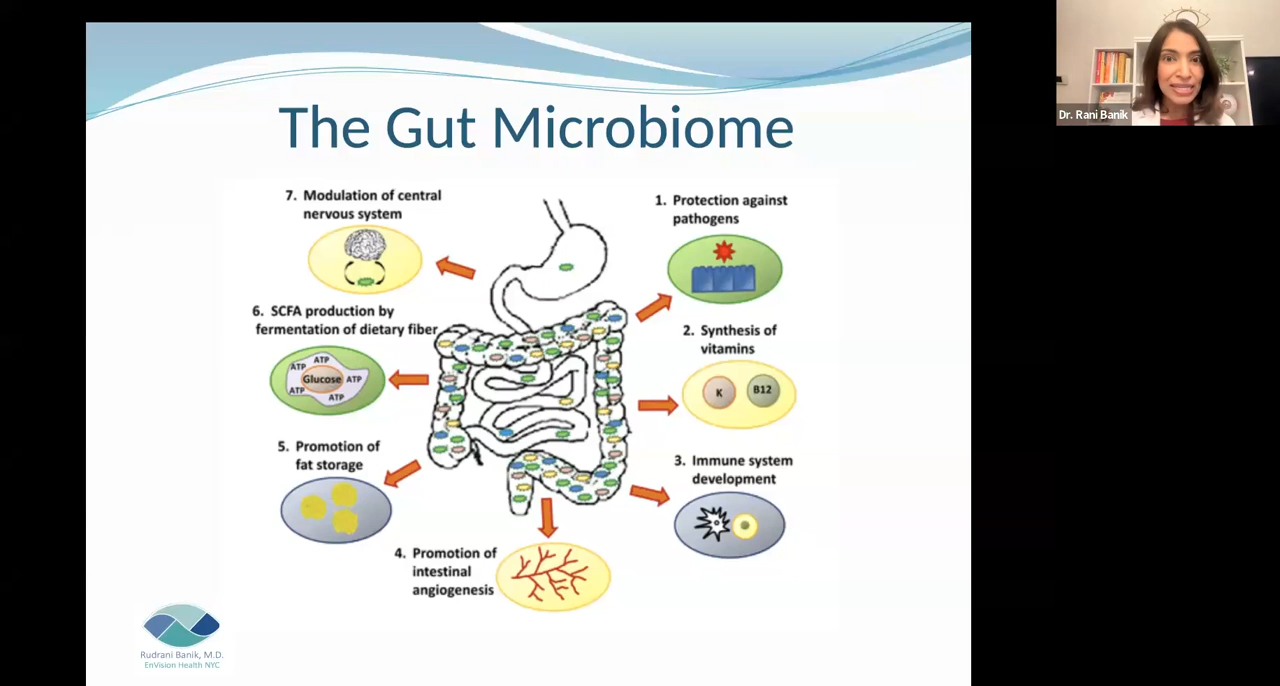 The Gut Microbiome
7. Modulation of central
nervous system
1. Protection against
pathogens
6. SCFA production by
fermentation of dietary fiber
ATP
ATP
Glucose
ATP
ATP
ATP
2. Synthesis of
vitamins
K
B12
5. Promotion of
fat storage
3. Immune system
development
4. Promotion of
intestinal
angiogenesis
Rudrani Banik, M.D.
EnVision Health NYC
Dr. Rani Banik